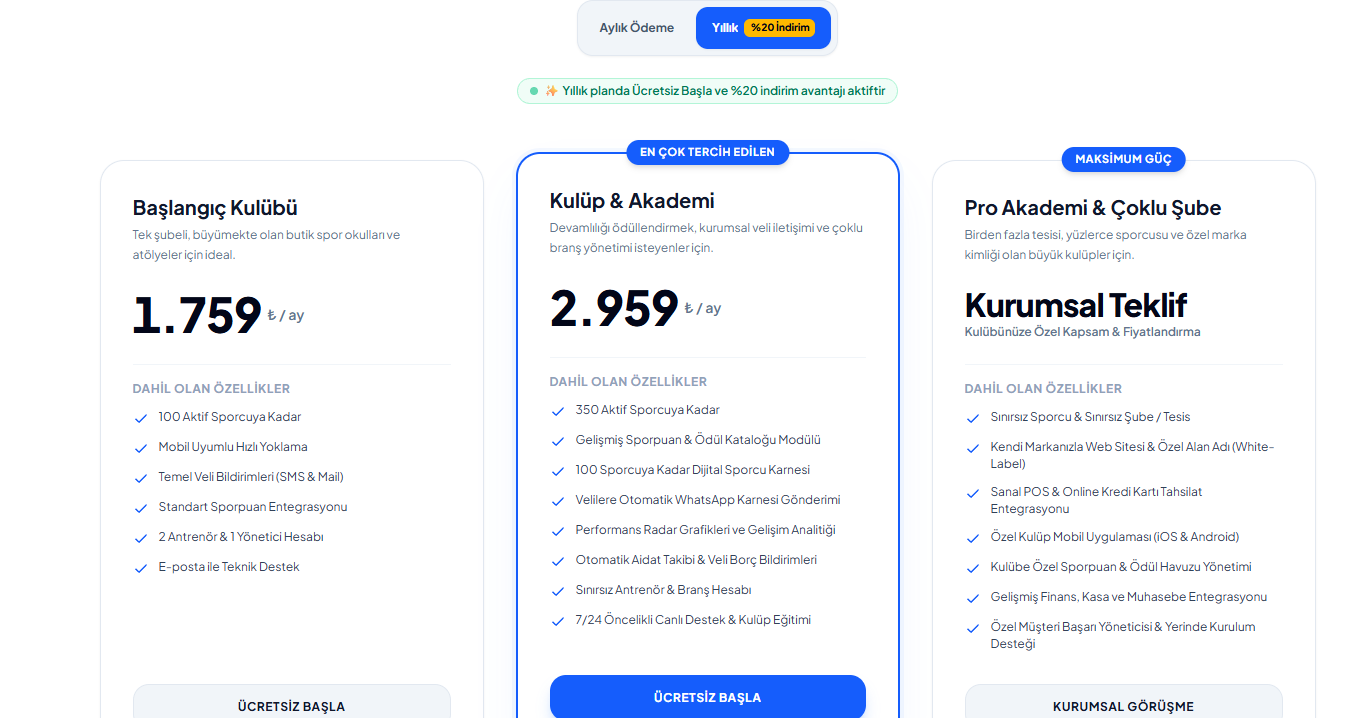 Aylık Ödeme
Yıllık %20 İndirim
✨ Yıllık planda Ücretsiz Başla ve %20 indirim avantajı aktiftir
Başlangıç Kulübü
Tek şubeli, büyümekte olan butik spor okulları ve
atölyeler için ideal.
1.759 ₺ / ay
DAHİL OLAN ÖZELLİKLER
100 Aktif Sporcuya Kadar
Mobil Uyumlu Hızlı Yoklama
Temel Veli Bildirimleri (SMS & Mail)
Standart Sporpuan Entegrasyonu
2 Antrenör & 1 Yönetici Hesabı
E-posta ile Teknik Destek
ÜCRETSİZ BAŞLA
EN ÇOK TERCİH EDİLEN
Kulüp & Akademi
Devamlılığı ödüllendirmek, kurumsal veli iletişimi ve çoklu
branş yönetimi isteyenler için.
2.959 ₺ / ay
DAHİL OLAN ÖZELLİKLER
350 Aktif Sporcuya Kadar
Gelişmiş Sporpuan & Ödül Kataloğu Modülü
100 Sporcuya Kadar Dijital Sporcu Karnesi
Velilere Otomatik WhatsApp Karnesi Gönderimi
Performans Radar Grafikleri ve Gelişim Analitiği
Otomatik Aidat Takibi & Veli Borç Bildirimleri
Sınırsız Antrenör & Branş Hesabı
7/24 Öncelikli Canlı Destek & Kulüp Eğitimi
ÜCRETSİZ BAŞLA
MAKSİMUM GÜÇ
Pro Akademi & Çoklu Şube
Birden fazla tesisi, yüzlerce sporcusu ve özel marka
kimliği olan büyük kulüpler için.
Kurumsal Teklif
Kulübünüze Özel Kapsam & Fiyatlandırma
DAHİL OLAN ÖZELLİKLER
Sınırsız Sporcu & Sınırsız Şube / Tesis
Kendi Markanızla Web Sitesi & Özel Alan Adı (White-
Label)
Sanal POS & Online Kredi Kartı Tahsilat
Entegrasyonu
Özel Kulüp Mobil Uygulaması (iOS & Android)
Kulübe Özel Sporpuan & Ödül Havuzu Yönetimi
Gelişmiş Finans, Kasa ve Muhasebe Entegrasyonu
Özel Müşteri Başarı Yöneticisi & Yerinde Kurulum
Desteği
KURUMSAL GÖRÜŞME